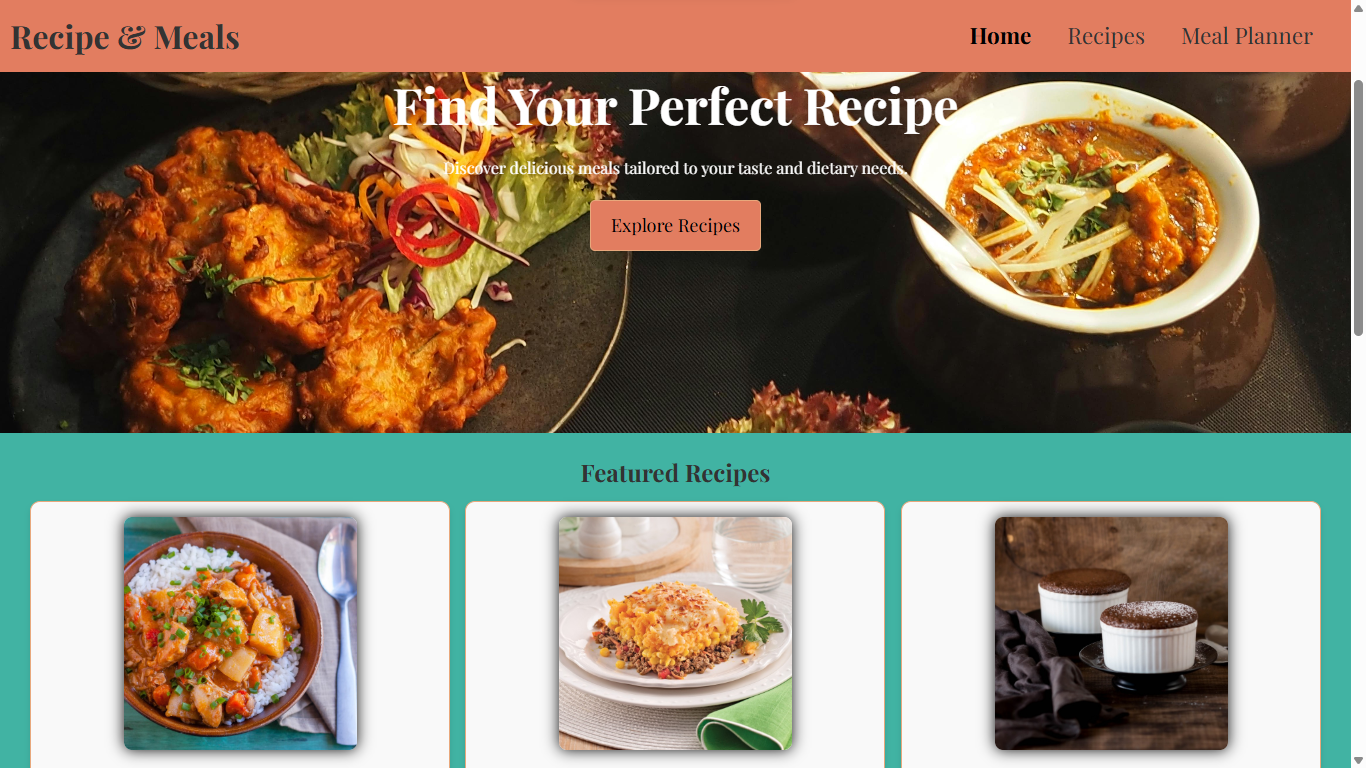 Recipe & Meals
Home Recipes Meal Planner
Find Your Perfect Recipe
Discover delicious meals tailored to your taste and dietary needs.
Explore Recipes
Featured Recipes